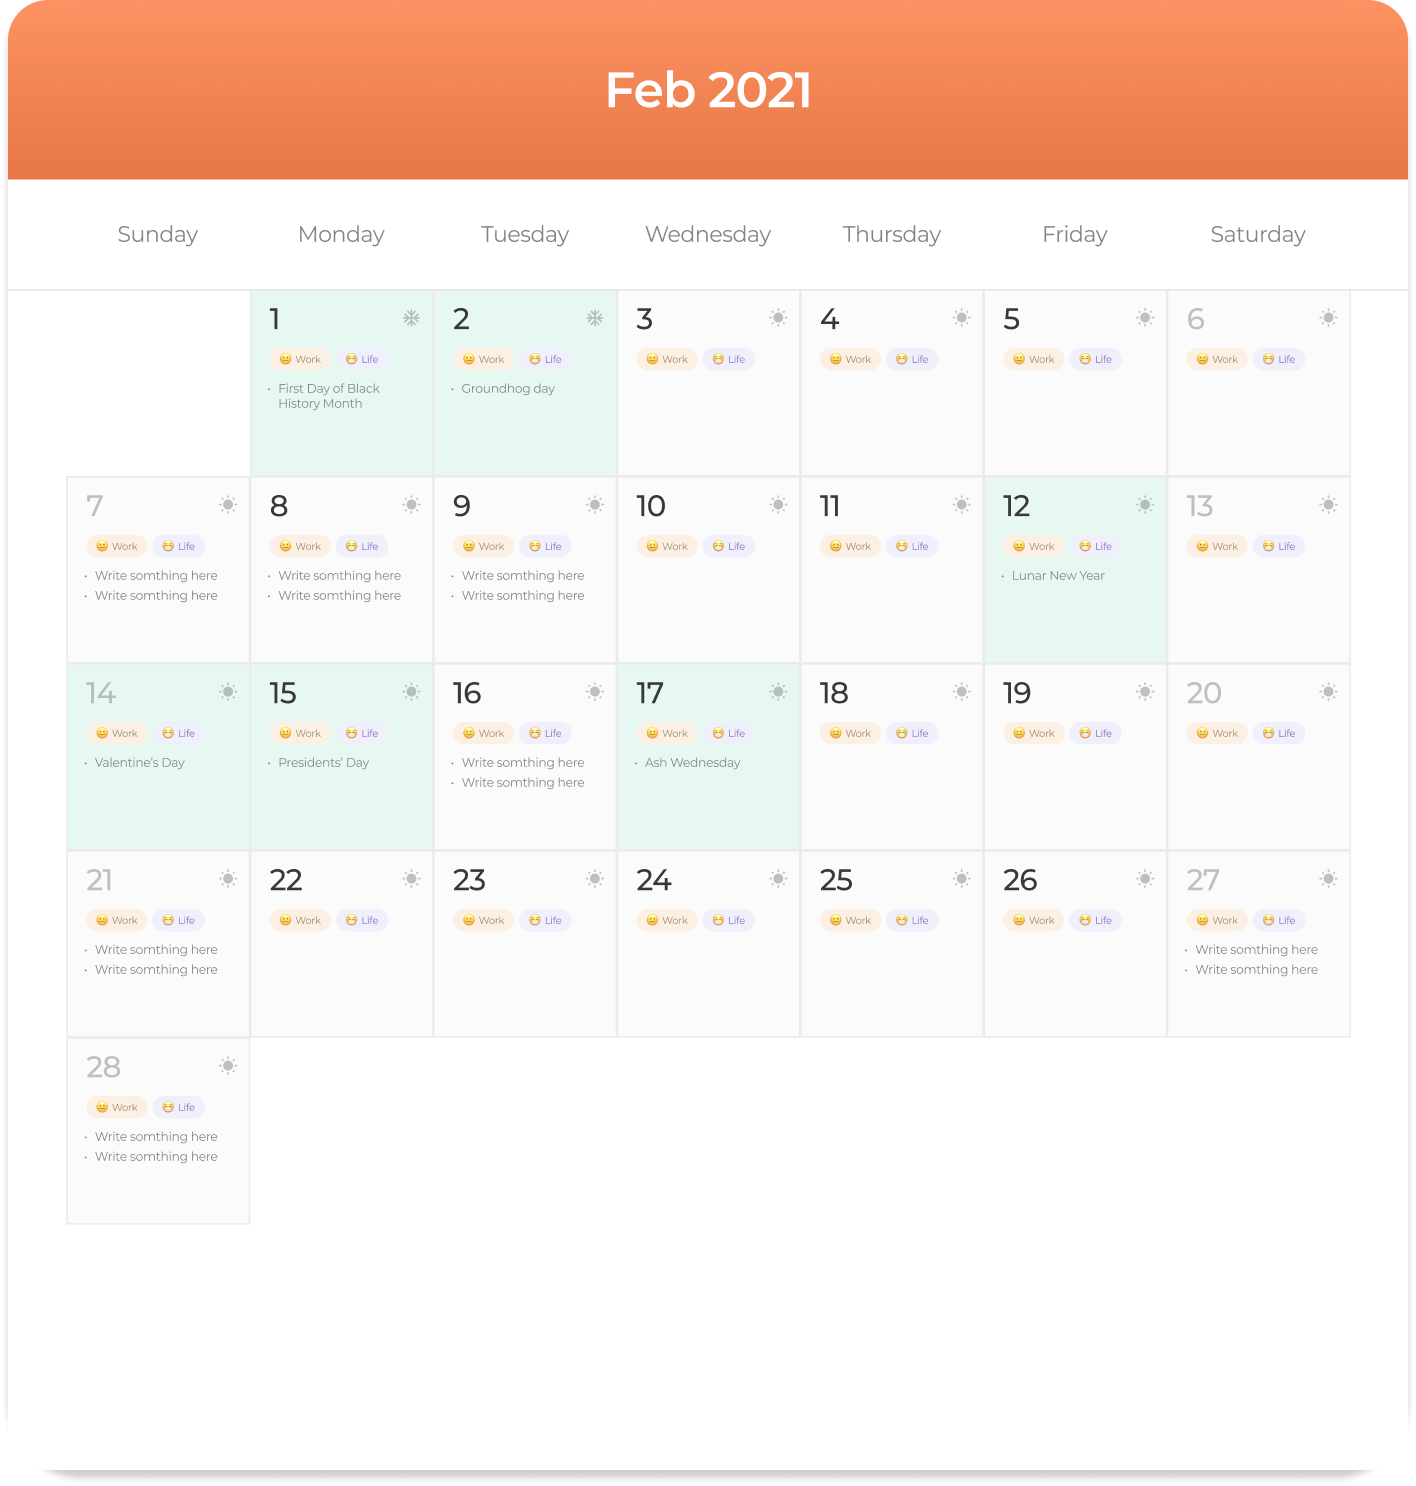 Feb 2021
Sunday Monday Tuesday Wednesday Thursday Friday Saturday
1 2 3 4 5 6
Work Life Work Life Work Life Work Life Work Life Work Life
• First Day of Black • Groundhog day
History Month
7 8 9 10 11 12 13
Work Life Work Life Work Life Work Life Work Life Work Life Work Life
• Write somthing here • Write somthing here • Write somthing here • Lunar New Year
• Write somthing here • Write somthing here • Write somthing here
14 15 16 17 18 19 20
Work Life Work Life Work Life Work Life Work Life Work Life Work Life
• Valentine's Day • Presidents' Day • Write somthing here • Ash Wednesday
• Write somthing here
21 22 23 24 25 26 27
Work Life Work Life Work Life Work Life Work Life Work Life Work Life
• Write somthing here • Write somthing here
• Write somthing here • Write somthing here
28
Work Life
• Write somthing here
• Write somthing here